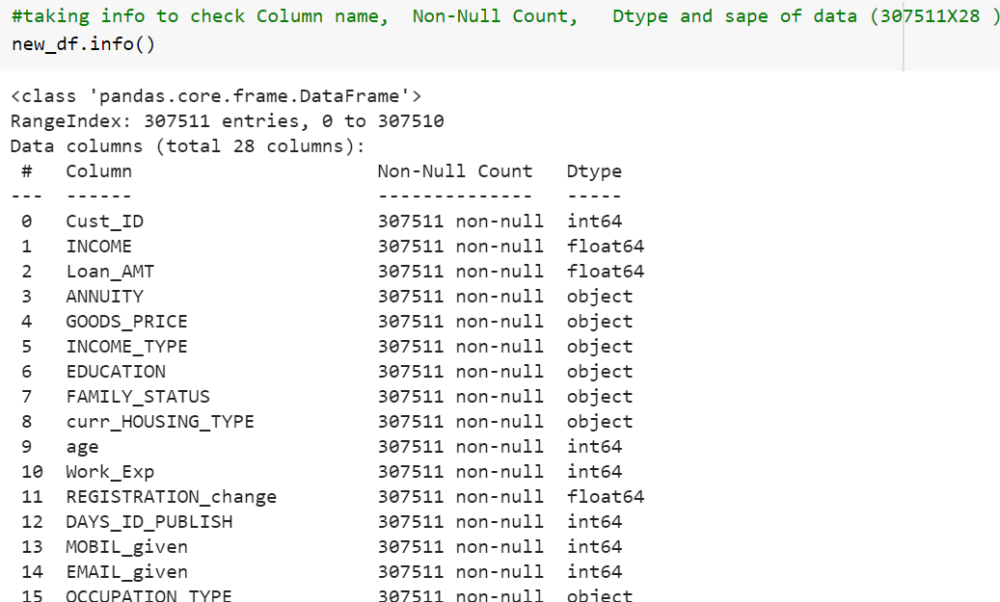 #taking info to check Column name,  Non-Null Count,   Dtype and sape of data (307511X28 )
new_df.info()
<class 'pandas.core.frame.DataFrame'>
RangeIndex: 307511 entries, 0 to 307510
Data columns (total 28 columns):
 #   Column                      Non-Null Count   Dtype
---  ------                      --------------   -----
 0   Cust_ID                     307511 non-null  int64
 1   INCOME                      307511 non-null  float64
 2   Loan_AMT                    307511 non-null  float64
 3   ANNUITY                     307511 non-null  object
 4   GOODS_PRICE                 307511 non-null  object
 5   INCOME_TYPE                 307511 non-null  object
 6   EDUCATION                   307511 non-null  object
 7   FAMILY_STATUS               307511 non-null  object
 8   curr_HOUSING_TYPE           307511 non-null  object
 9   age                         307511 non-null  int64
 10  Work_Exp                    307511 non-null  int64
 11  REGISTRATION_change         307511 non-null  float64
 12  DAYS_ID_PUBLISH             307511 non-null  int64
 13  MOBIL_given                 307511 non-null  int64
 14  EMAIL_given                 307511 non-null  int64
 15  OCCUPATION_TYPE             307511 non-null  object